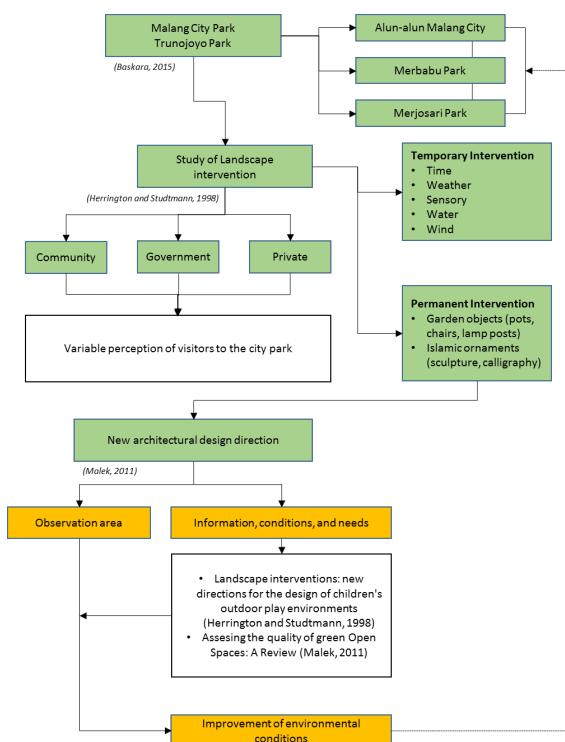 Malang City Park
Trunojoyo Park
(Baskara, 2015)
Alun-alun Malang City
Merbabu Park
Merjosari Park
Study of Landscape
intervention
(Herrington and Studtmann, 1998)
Temporary Intervention
• Time
• Weather
• Sensory
• Water
• Wind
Community
Government
Private
Variable perception of visitors to the city park
Permanent Intervention
• Garden objects (pots,
chairs, lamp posts)
• Islamic ornaments
(sculpture, calligraphy)
New architectural design direction
(Malek, 2011)
Observation area
Information, conditions, and needs
• Landscape interventions: new
directions for the design of children's
outdoor play environments
(Herrington and Studtmann, 1998)
• Assesing the quality of green Open
Spaces: A Review (Malek, 2011)
Improvement of environmental
conditions